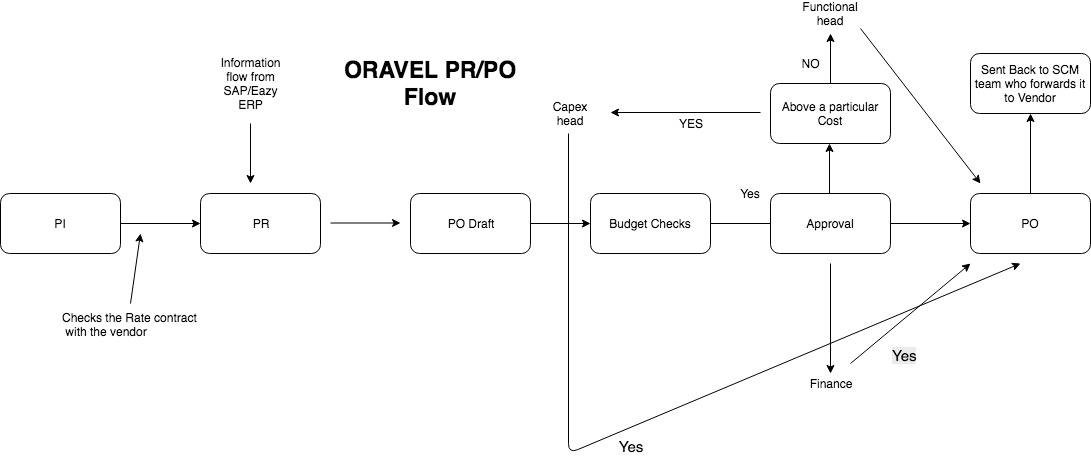 Functional
head
Information
flow from
SAP/Eazy
ERP
ORAVEL PR/PO
Flow
NO
Sent Back to SCM
team who forwards it
to Vendor
Capex
head
YES
Above a particular
Cost
PI
PR
PO Draft
Budget Checks
Yes
Approval
PO
Checks the Rate contract
with the vendor
Yes
Finance
Yes